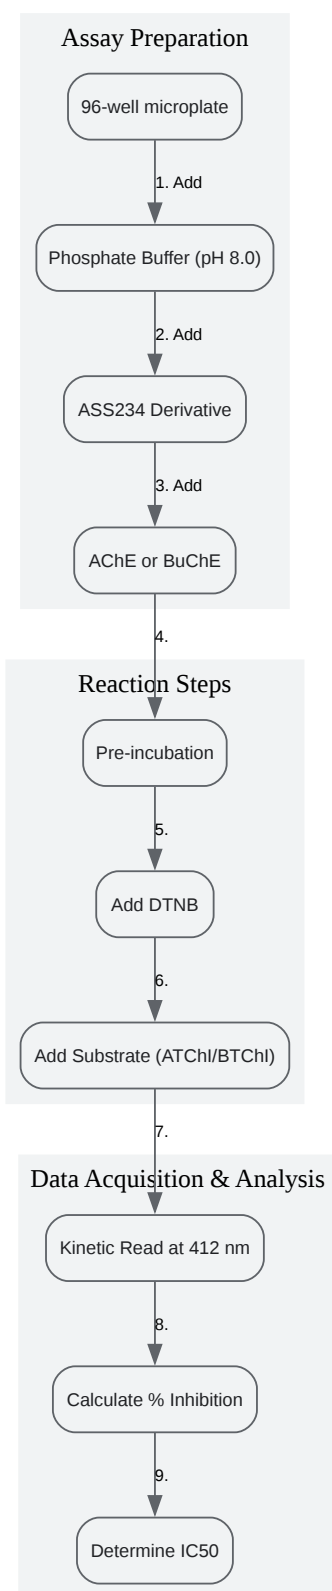 Assay Preparation
96-well microplate
1. Add
Phosphate Buffer (pH 8.0)
2. Add
ASS234 Derivative
3. Add
AChE or BuChE
4.
Reaction Steps
Pre-incubation
5.
Add DTNB
6.
Add Substrate (ATChI/BTChI)
7.
Data Acquisition & Analysis
Kinetic Read at 412 nm
8.
Calculate % Inhibition
9.
Determine IC50